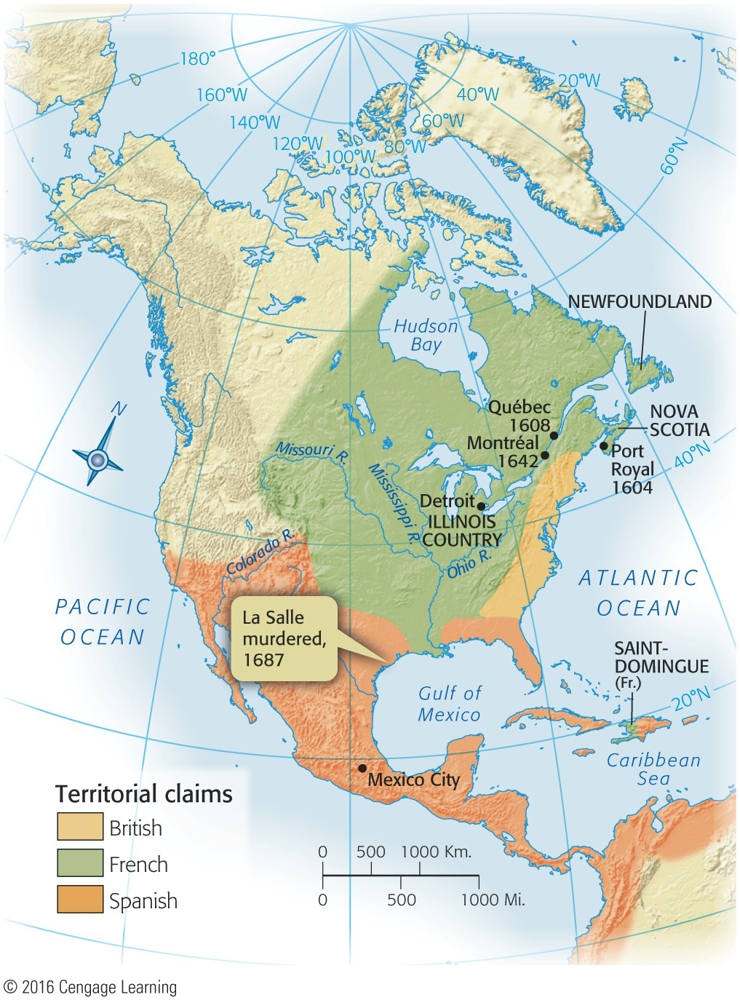 180°
160°W
140°W
120°W
100°W
80°W
60°W
40°W
20°W
60°N
NEWFOUNDLAND
Hudson
Bay
Québec
1608
Montréal
1642
NOVA
SCOTIA
Port
Royal
1604
40°N
N
Missouri R.
Mississippi R.
Detroit
ILLINOIS
COUNTRY
Ohio R.
Colorado R.
PACIFIC
OCEAN
ATLANTIC
OCEAN
La Salle
murdered,
1687
SAINT-
DOMINGUE
(Fr.)
20°N
Gulf of
Mexico
Caribbean
Sea
Mexico City
Territorial claims
British
French
Spanish
0 500 1000 Km.
0 500 1000 Mi.
© 2016 Cengage Learning